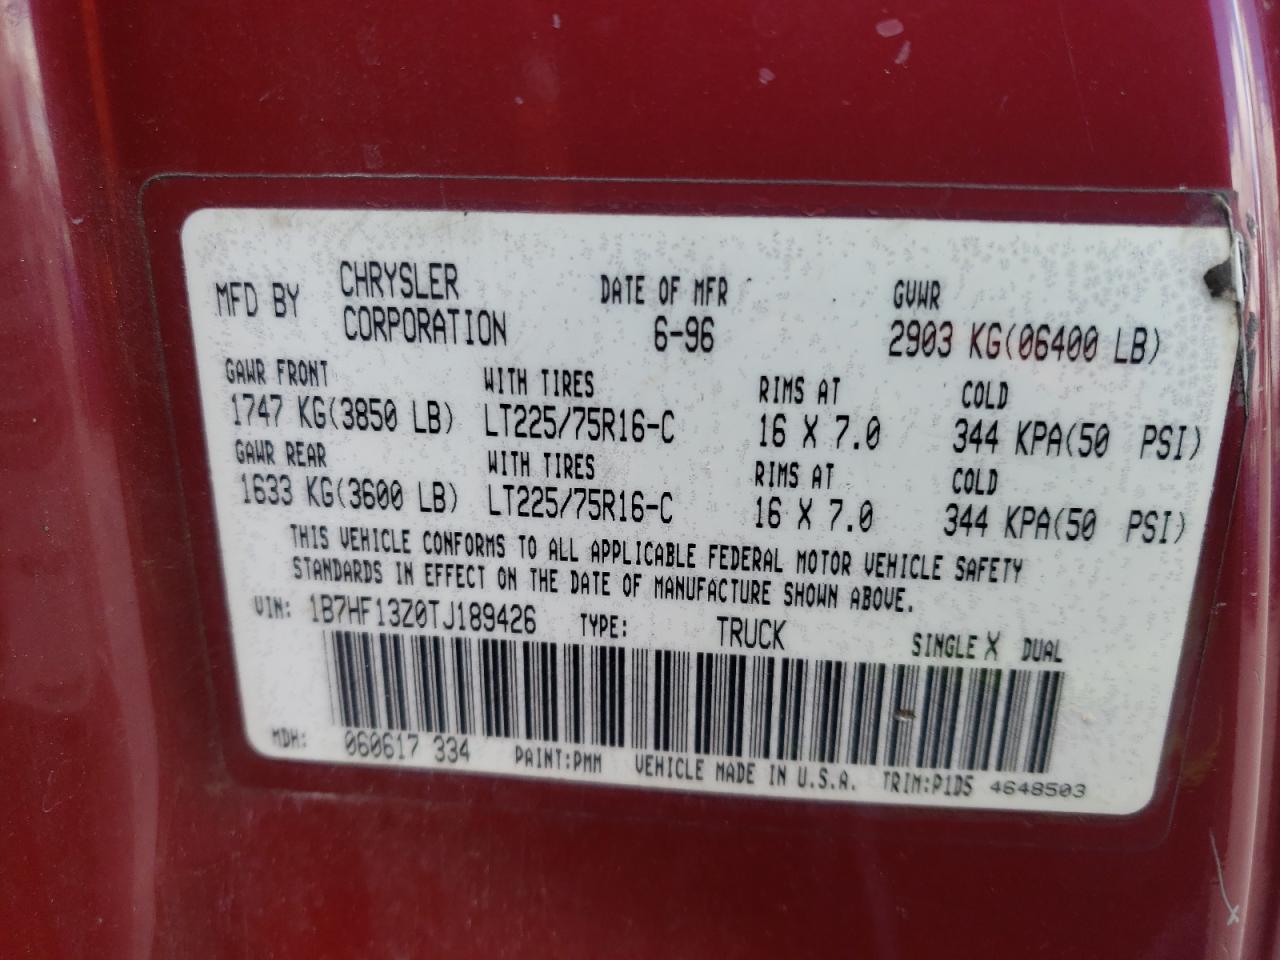 MFD BY CHRYSLER CORPORATION DATE OF MFR 6-96 GVWR 2903 KG(06400 LB)
GAWR FRONT WITH TIRES RIMS AT COLD
1747 KG(3850 LB) LT225/75R16-C 16 X 7.0 344 KPA(50 PSI)
GAWR REAR WITH TIRES RIMS AT COLD
1633 KG(3600 LB) LT225/75R16-C 16 X 7.0 344 KPA(50 PSI)
THIS VEHICLE CONFORMS TO ALL APPLICABLE FEDERAL MOTOR VEHICLE SAFETY
STANDARDS IN EFFECT ON THE DATE OF MANUFACTURE SHOWN ABOVE.
VIN: 1B7HF13Z0TJ189426 TYPE: TRUCK SINGLE X DUAL
MDH: 060617 334 PAINT:PMM VEHICLE MADE IN U.S.A. TRIM:P1D5 4648503